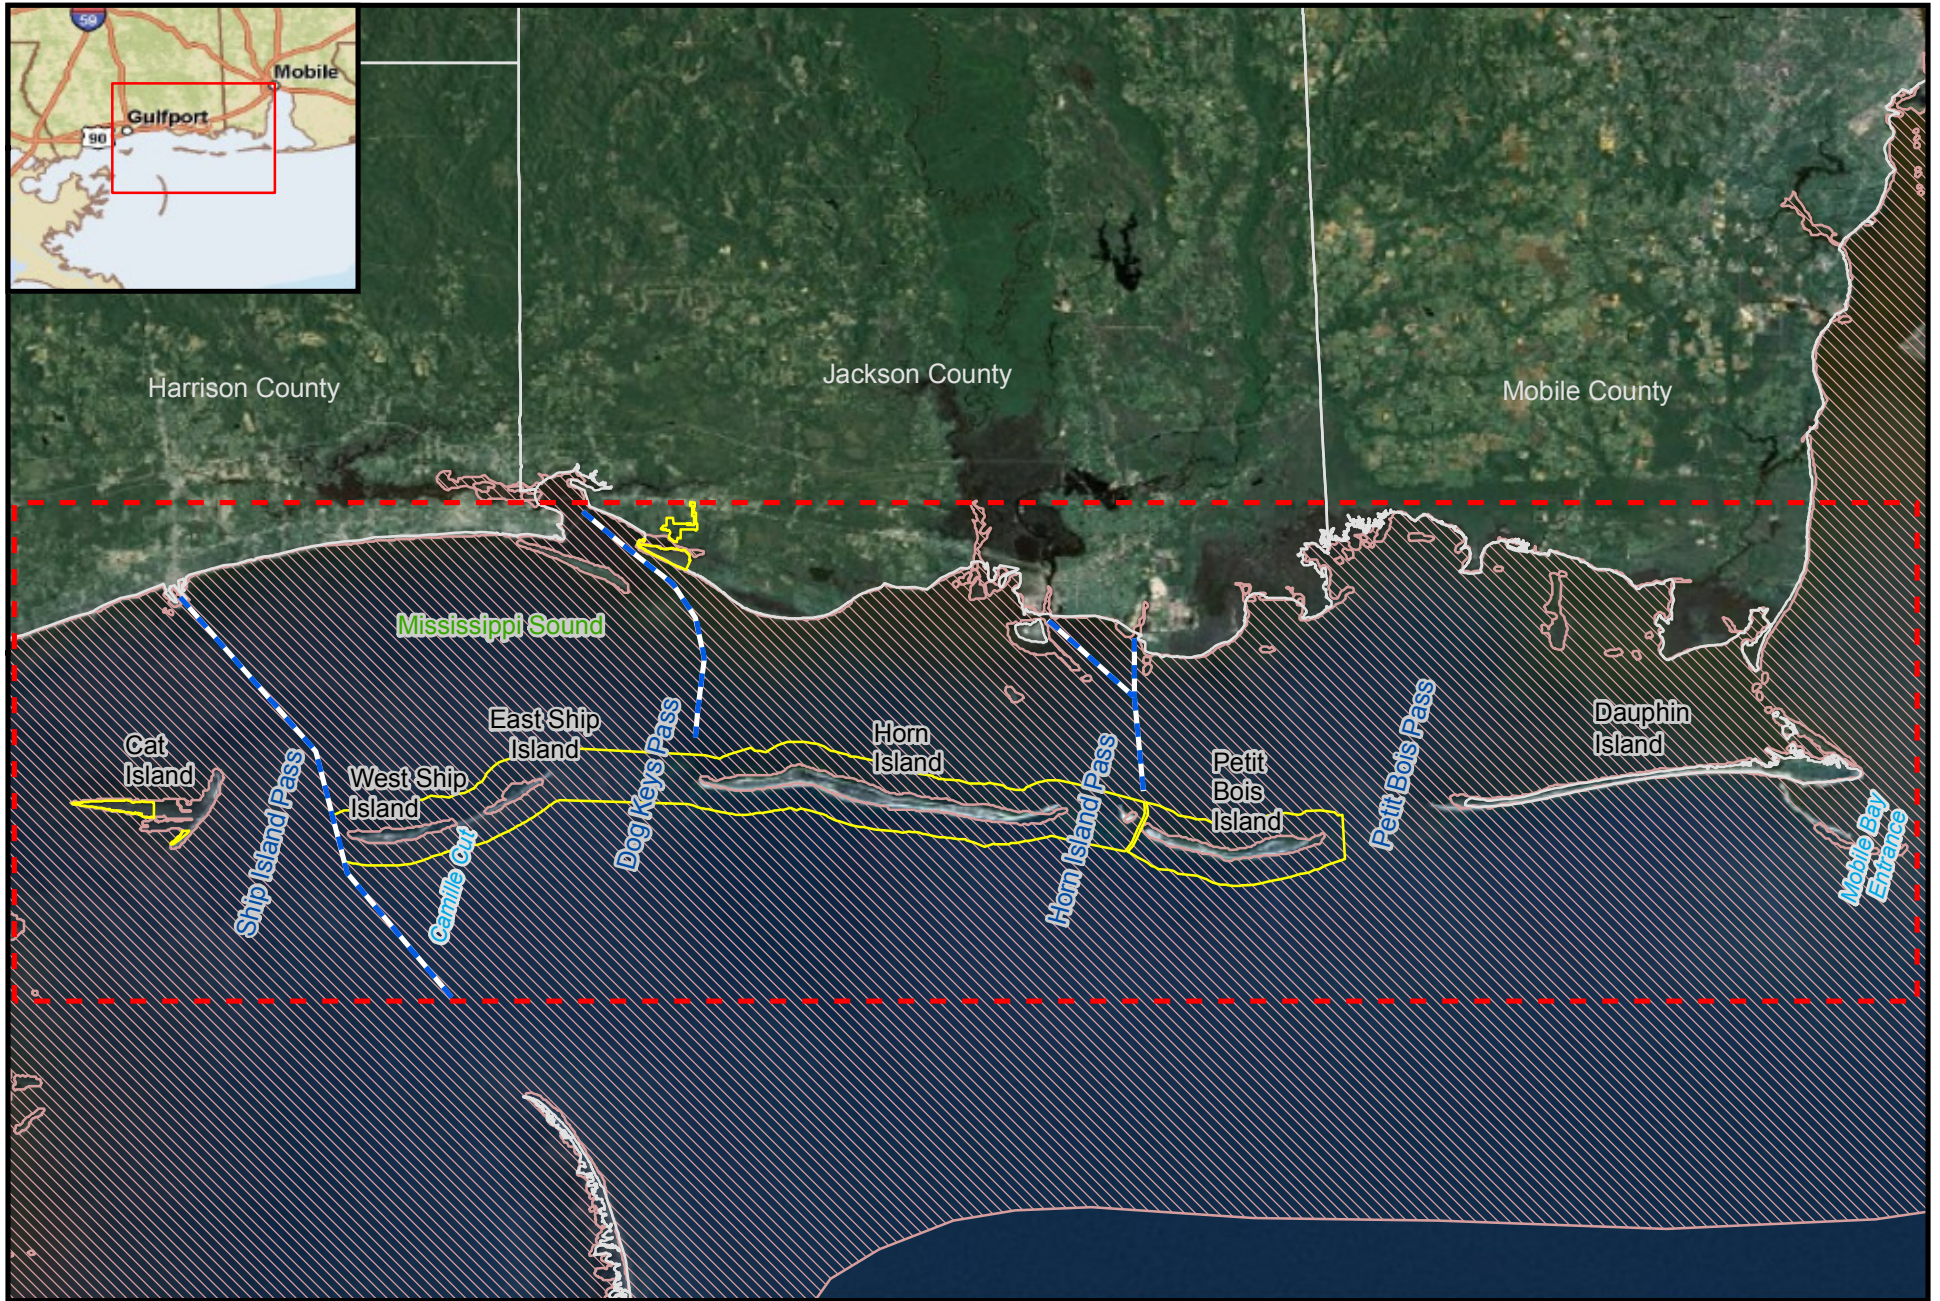 59
Mobile
Gulfport
90
Harrison County
Jackson County
Mobile County
Mississippi Sound
Cat
Island
Ship Island Pass
West Ship
Island
East Ship
Island
Camille Cut
Dog Keys Pass
Horn
Island
Horn Island Pass
Petit
Bois
Island
Petit Bois Pass
Dauphin
Island
Mobile Bay
Entrance